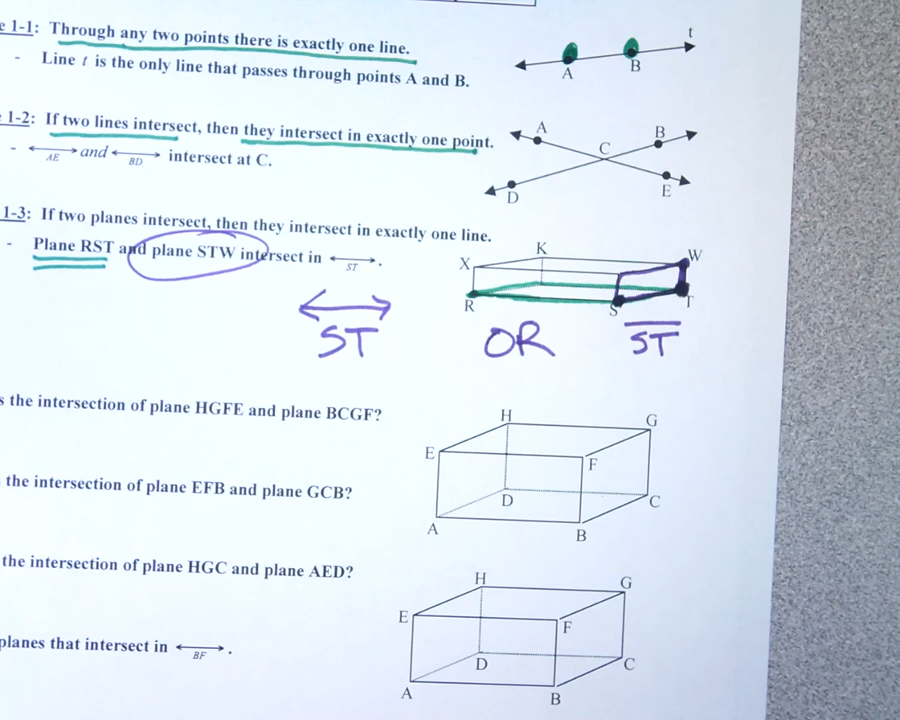 e 1-1: Through any two points there is exactly one line.
- Line t is the only line that passes through points A and B.
t
A B
1-2: If two lines intersect, then they intersect in exactly one point.
- AE and BD intersect at C.
A B
C
D E
1-3: If two planes intersect, then they intersect in exactly one line.
- Plane RST and plane STW intersect in ST.
K W
X
R S T
ST OR ST
s the intersection of plane HGFE and plane BCGF?
H G
E F
the intersection of plane EFB and plane GCB?
D C
A B
the intersection of plane HGC and plane AED?
H G
E F
planes that intersect in BF.
D C
A B